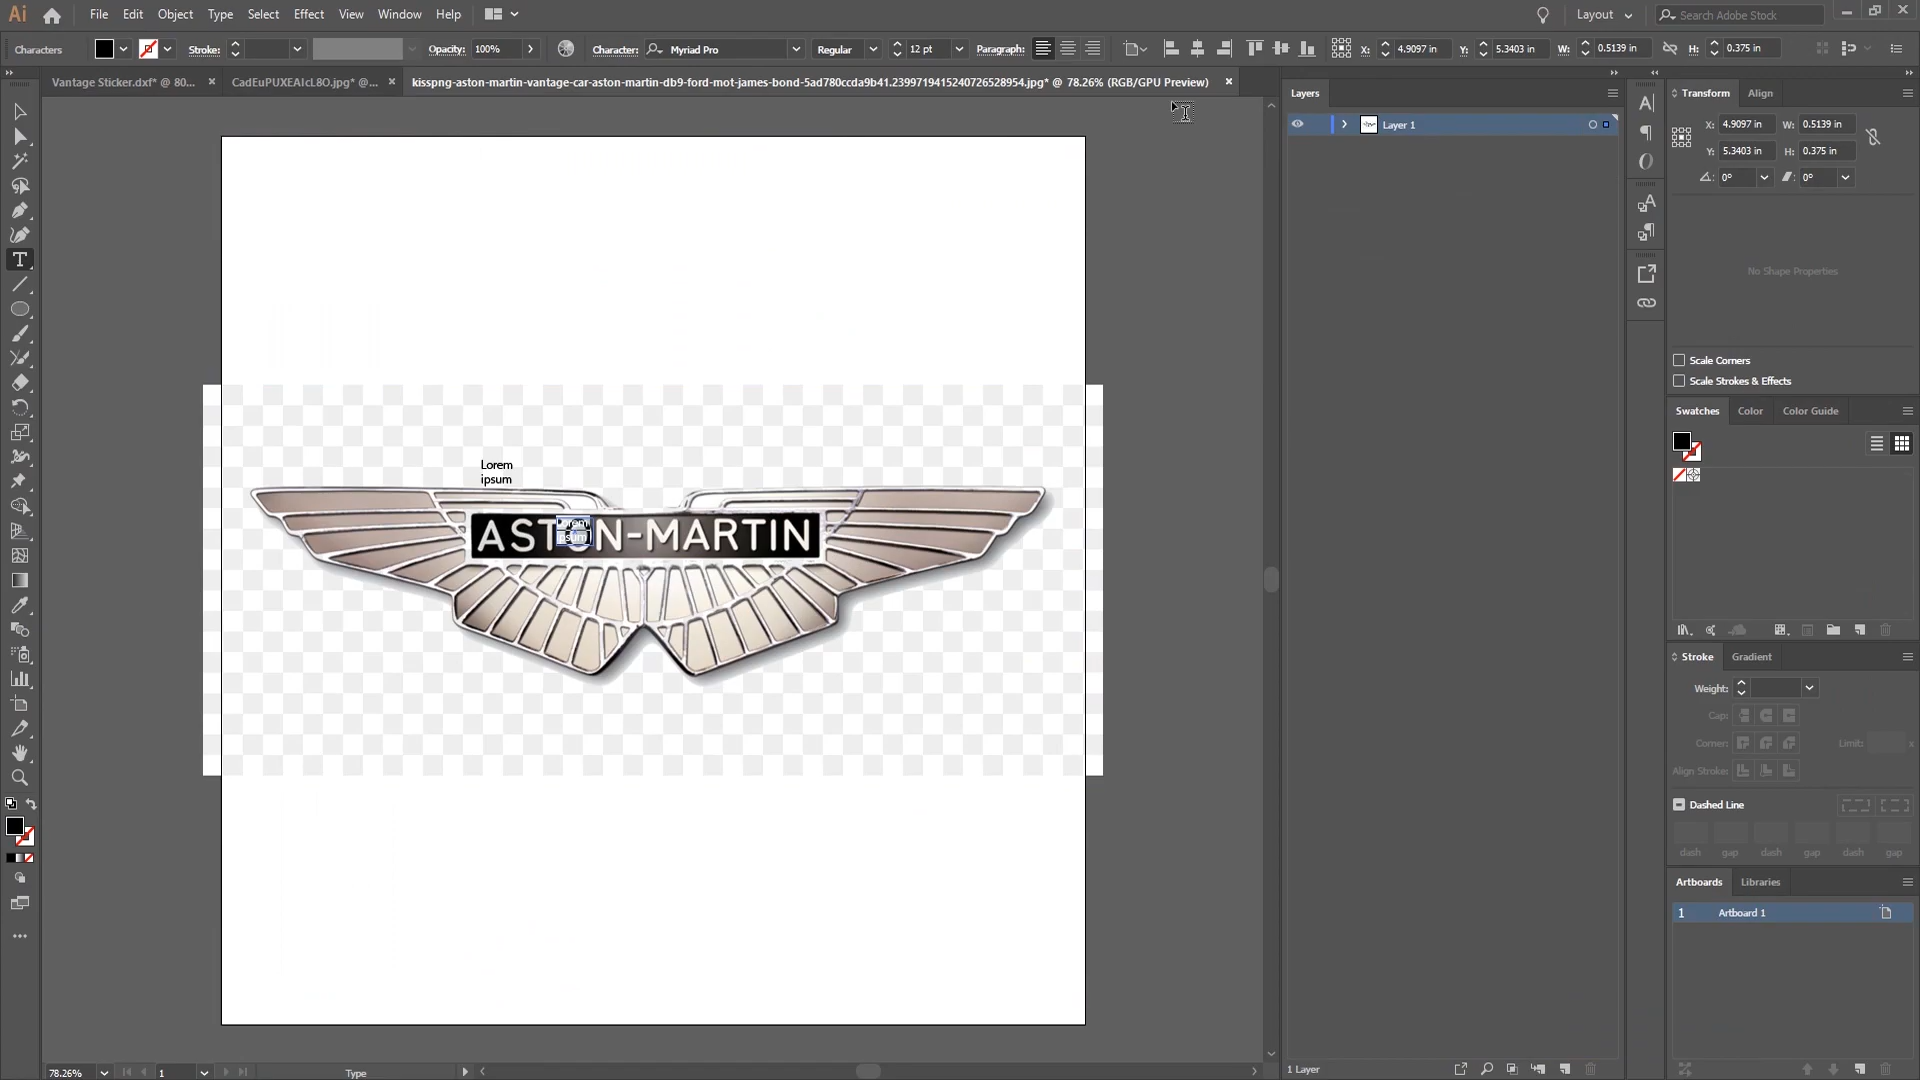 Ai
File Edit Object Type Select Effect View Window Help
Layout
Search Adobe Stock
Characters
Stroke:
Opacity: 100%
Character: Myriad Pro
Regular
12 pt
Paragraph:
X: 4.9097 in
Y: 5.3403 in
W: 0.5139 in
H: 0.375 in
Vantage Sticker.dxf* @ 80...
CadEuPUXEAIcL8O.jpg* @...
kisspng-aston-martin-vantage-car-aston-martin-db9-ford-mot-james-bond-5ad780ccda9b41.2399719415240726528954.jpg* @ 78.26% (RGB/GPU Preview)
Layers
Layer 1
Transform Align
X: 4.9097 in W: 0.5139 in
Y: 5.3403 in H: 0.375 in
0° 0°
No Shape Properties
Scale Corners
Scale Strokes & Effects
Swatches Color Color Guide
Lorem
ipsum
ASTON-MARTIN
Lorem
ipsum
Stroke Gradient
Weight:
Cap:
Corner: Limit: x
Align Stroke:
Dashed Line
dash gap dash gap dash gap
Artboards Libraries
1 Artboard 1
1 Layer
78.26% 1 Type